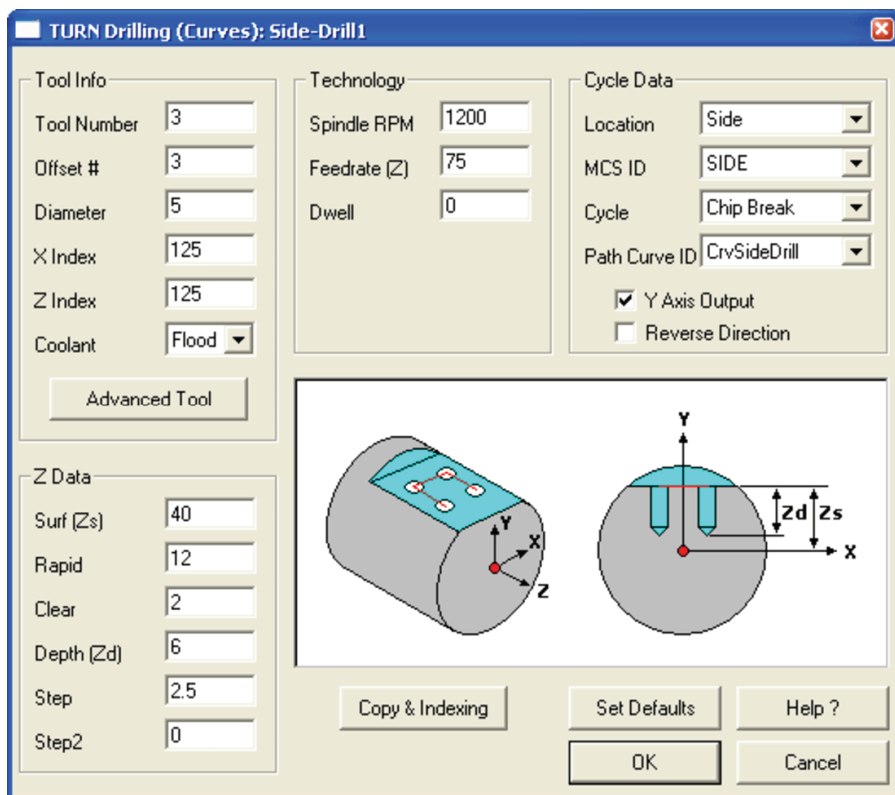 TURN Drilling (Curves): Side-Drill1
Tool Info
Tool Number 3
Offset # 3
Diameter 5
X Index 125
Z Index 125
Coolant Flood
Advanced Tool
Technology
Spindle RPM 1200
Feedrate (Z) 75
Dwell 0
Cycle Data
Location Side
MCS ID SIDE
Cycle Chip Break
Path Curve ID CrvSideDrill
Y Axis Output
Reverse Direction
Z Data
Surf (Zs) 40
Rapid 12
Clear 2
Depth (Zd) 6
Step 2.5
Step2 0
Y
X
Z
Y
Zd Zs
X
Copy & Indexing
Set Defaults
Help ?
OK
Cancel